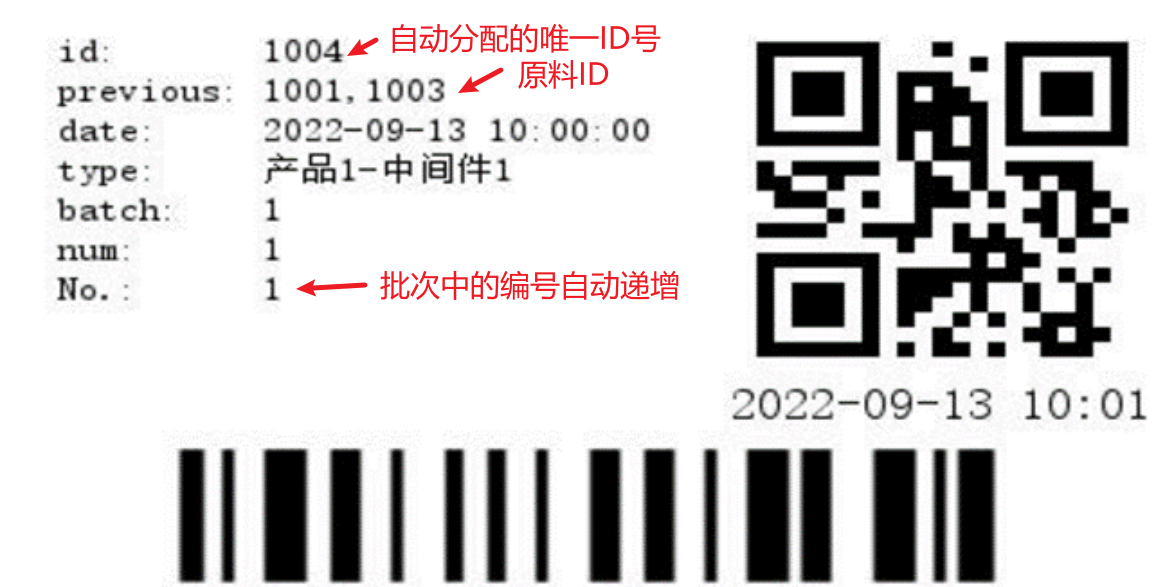 id: 1004 自动分配的唯一ID号
原料ID
previous: 1001,1003
date: 2022-09-13 10:00:00
type: 产品1-中间件1
batch: 1
num: 1
No.: 1 批次中的编号自动递增
2022-09-13 10:01